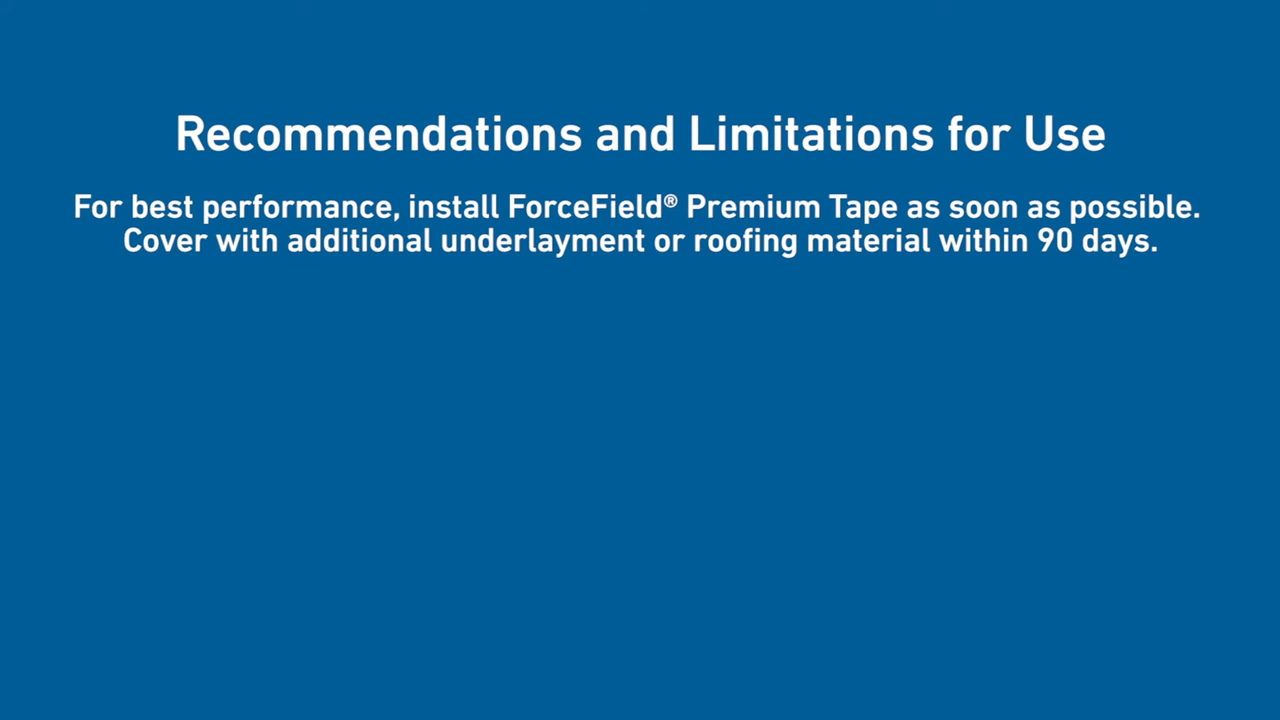 Recommendations and Limitations for Use
For best performance, install ForceField® Premium Tape as soon as possible.
Cover with additional underlayment or roofing material within 90 days.